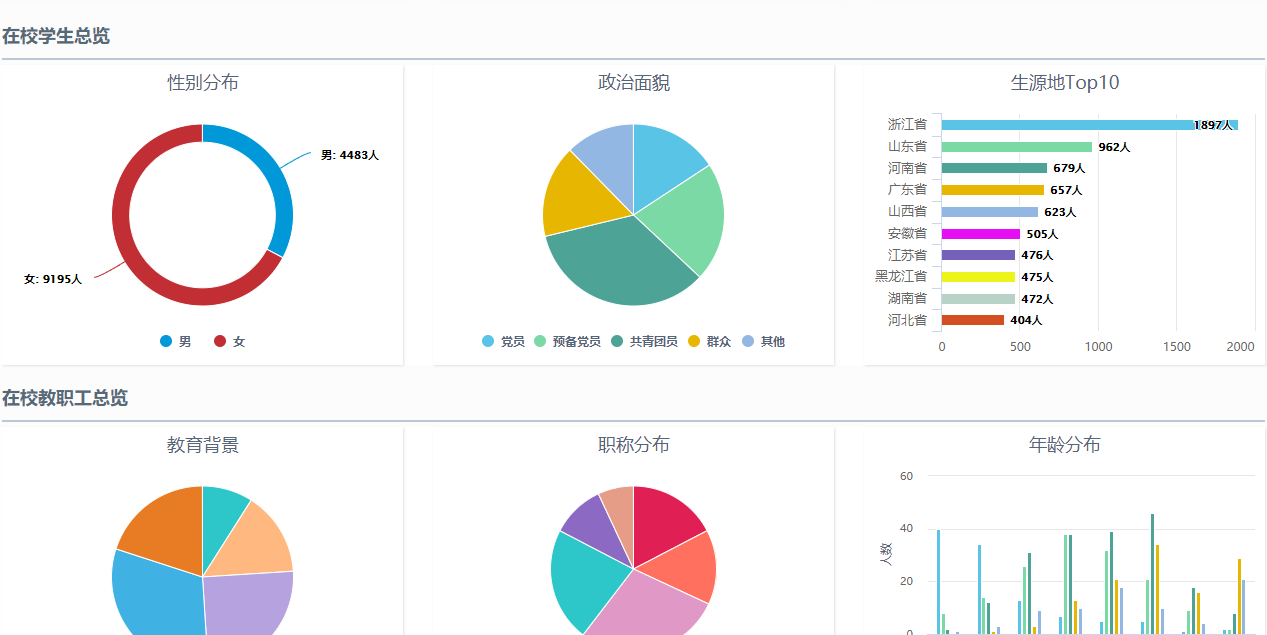 在校学生总览
性别分布
男: 4483人
女: 9195人
男 女
政治面貌
党员 预备党员 共青团员 群众 其他
生源地Top10
浙江省 1897人
山东省 962人
河南省 679人
广东省 657人
山西省 623人
安徽省 505人
江苏省 476人
黑龙江省 475人
湖南省 472人
河北省 404人
0 500 1000 1500 2000
在校教职工总览
教育背景
职称分布
年龄分布
人数
60
40
20
0